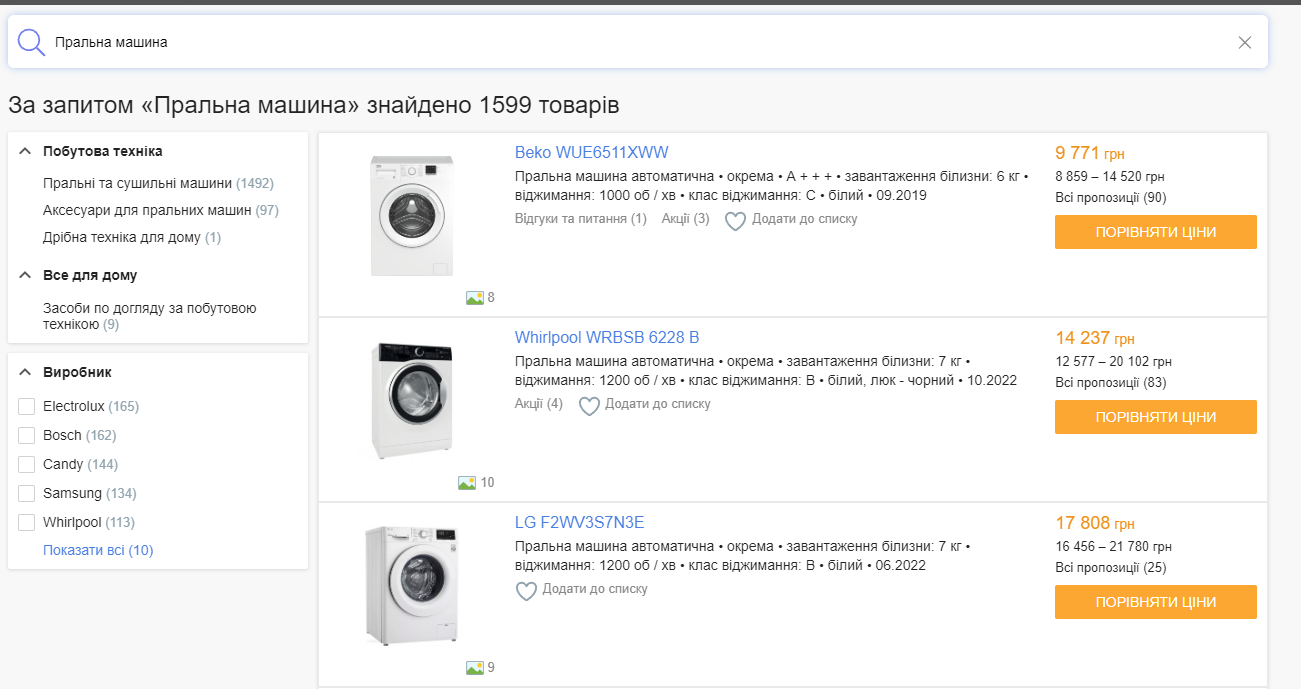 Пральна машина
За запитом «Пральна машина» знайдено 1599 товарів
Побутова техніка
Пральні та сушильні машини (1492)
Аксесуари для пральних машин (97)
Дрібна техніка для дому (1)
Все для дому
Засоби по догляду за побутовою
технікою (9)
Виробник
Electrolux (165)
Bosch (162)
Candy (144)
Samsung (134)
Whirlpool (113)
Показати всі (10)
Beko WUE6511XWW
Пральна машина автоматична • окрема • A + + + • завантаження білизни: 6 кг •
віджимання: 1000 об / хв • клас віджимання: C • білий • 09.2019
Відгуки та питання (1) Акції (3) Додати до списку
8
9 771 грн
8 859 – 14 520 грн
Всі пропозиції (90)
ПОРІВНЯТИ ЦІНИ
Whirlpool WRBSB 6228 B
Пральна машина автоматична • окрема • завантаження білизни: 7 кг •
віджимання: 1200 об / хв • клас віджимання: B • білий, люк - чорний • 10.2022
Акції (4) Додати до списку
10
14 237 грн
12 577 – 20 102 грн
Всі пропозиції (83)
ПОРІВНЯТИ ЦІНИ
LG F2WV3S7N3E
Пральна машина автоматична • окрема • завантаження білизни: 7 кг •
віджимання: 1200 об / хв • клас віджимання: B • білий • 06.2022
Додати до списку
9
17 808 грн
16 456 – 21 780 грн
Всі пропозиції (25)
ПОРІВНЯТИ ЦІНИ